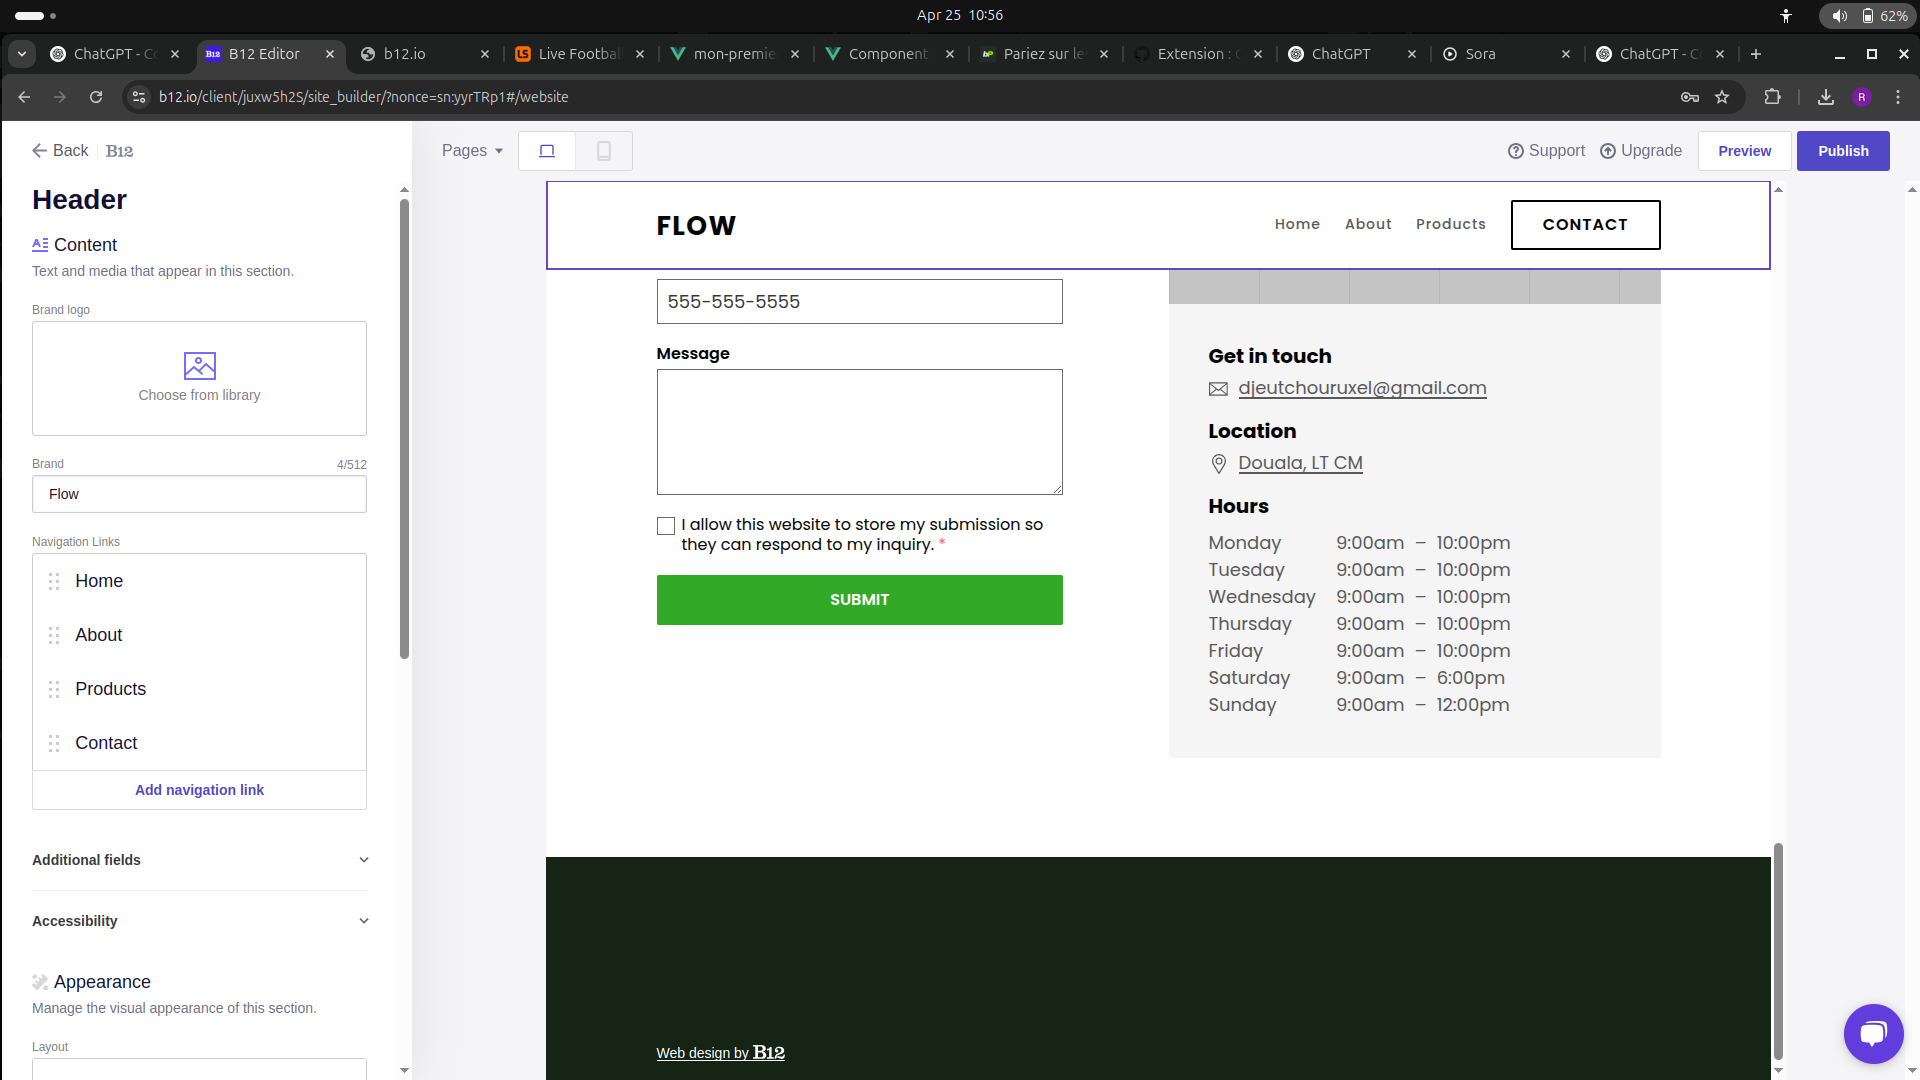 Apr 25 10:56
62%
ChatGPT - Co
B12 Editor
b12.io
Live Football
mon-premie
Component
Pariez sur le
Extension : C
ChatGPT
Sora
ChatGPT - Co
b12.io/client/juxw5h2S/site_builder/?nonce=sn:yyrTRp1#/website
R
Back B12
Pages
Support
Upgrade
Preview
Publish
Header
Content
Text and media that appear in this section.
Brand logo
Choose from library
Brand 4/512
Flow
Navigation Links
Home
About
Products
Contact
Add navigation link
Additional fields
Accessibility
Appearance
Manage the visual appearance of this section.
Layout
FLOW
Home About Products CONTACT
555-555-5555
Message
I allow this website to store my submission so
they can respond to my inquiry. *
SUBMIT
Get in touch
djeutchouruxel@gmail.com
Location
Douala, LT CM
Hours
Monday 9:00am – 10:00pm
Tuesday 9:00am – 10:00pm
Wednesday 9:00am – 10:00pm
Thursday 9:00am – 10:00pm
Friday 9:00am – 10:00pm
Saturday 9:00am – 6:00pm
Sunday 9:00am – 12:00pm
Web design by B12